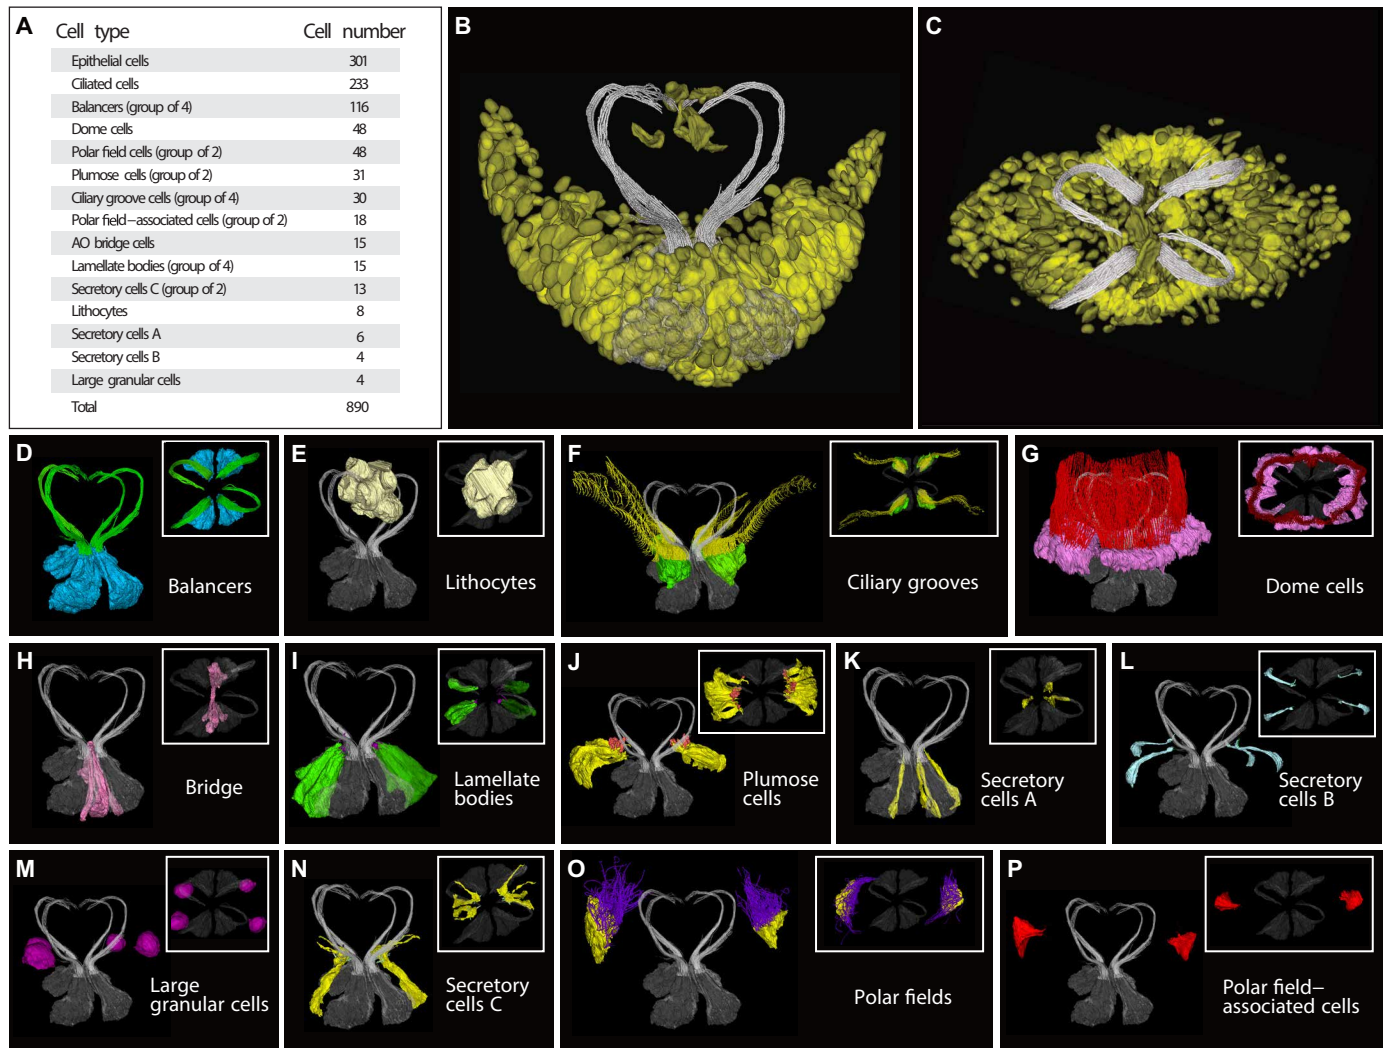 A
Cell type Cell number
Epithelial cells 301
Ciliated cells 233
Balancers (group of 4) 116
Dome cells 48
Polar field cells (group of 2) 48
Plumose cells (group of 2) 31
Ciliary groove cells (group of 4) 30
Polar field–associated cells (group of 2) 18
AO bridge cells 15
Lamellate bodies (group of 4) 15
Secretory cells C (group of 2) 13
Lithocytes 8
Secretory cells A 6
Secretory cells B 4
Large granular cells 4
Total 890
B
C
D
Balancers
E
Lithocytes
F
Ciliary grooves
G
Dome cells
H
Bridge
I
Lamellate
bodies
J
Plumose
cells
K
Secretory
cells A
L
Secretory
cells B
M
Large
granular cells
N
Secretory
cells C
O
Polar fields
P
Polar field–
associated cells